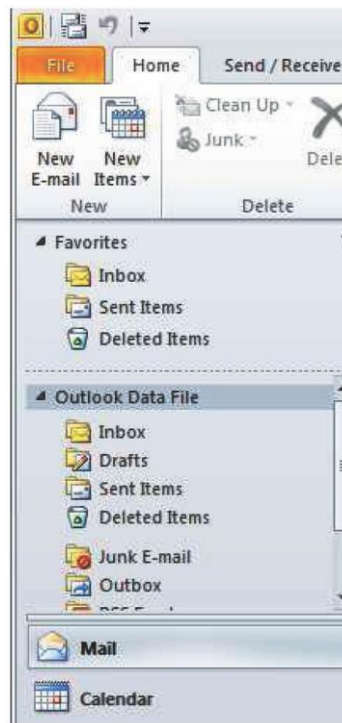 File Home Send / Receive
Clean Up
Junk
New E-mail
New Items
New Delete
Favorites
Inbox
Sent Items
Deleted Items
Outlook Data File
Inbox
Drafts
Sent Items
Deleted Items
Junk E-mail
Outbox
Mail
Calendar